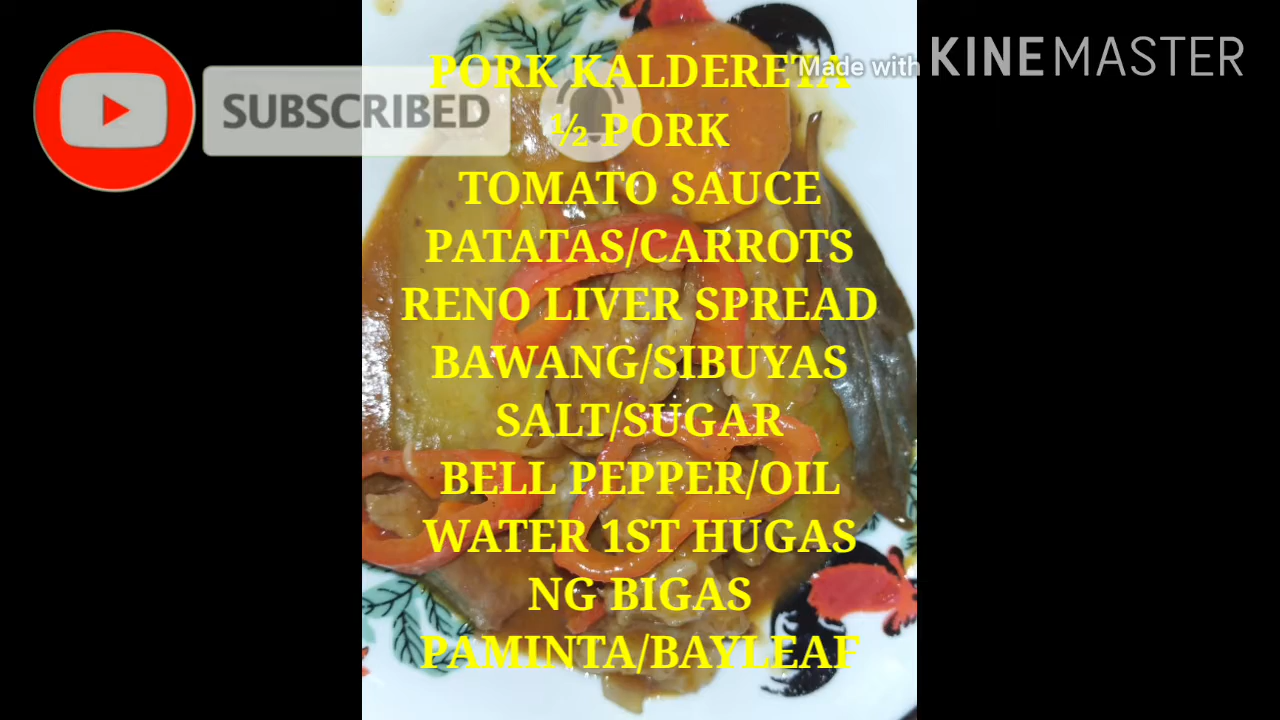 SUBSCRIBED
Made with KINEMASTER
PORK KALDERETA
½ PORK
TOMATO SAUCE
PATATAS/CARROTS
RENO LIVER SPREAD
BAWANG/SIBUYAS
SALT/SUGAR
BELL PEPPER/OIL
WATER 1ST HUGAS
NG BIGAS
PAMINTA/BAYLEAF